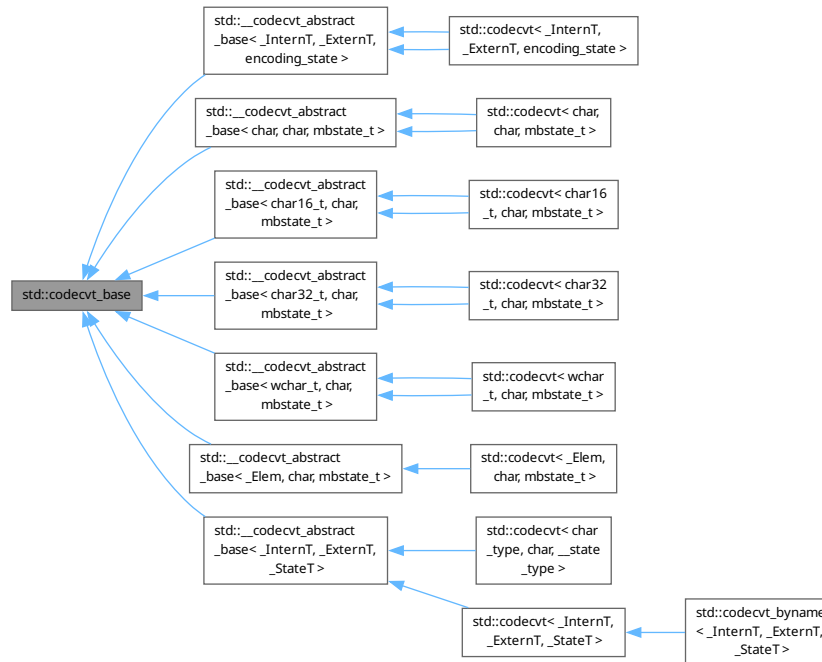 std::__codecvt_abstract
_base< _InternT, _ExternT,
encoding_state >
std::codecvt< _InternT,
_ExternT, encoding_state >
std::__codecvt_abstract
_base< char, char, mbstate_t >
std::codecvt< char,
char, mbstate_t >
std::__codecvt_abstract
_base< char16_t, char,
mbstate_t >
std::codecvt< char16
_t, char, mbstate_t >
std::codecvt_base
std::__codecvt_abstract
_base< char32_t, char,
mbstate_t >
std::codecvt< char32
_t, char, mbstate_t >
std::__codecvt_abstract
_base< wchar_t, char,
mbstate_t >
std::codecvt< wchar
_t, char, mbstate_t >
std::__codecvt_abstract
_base< _Elem, char, mbstate_t >
std::codecvt< _Elem,
char, mbstate_t >
std::__codecvt_abstract
_base< _InternT, _ExternT,
_StateT >
std::codecvt< char
_type, char, __state
_type >
std::codecvt< _InternT,
_ExternT, _StateT >
std::codecvt_byname
< _InternT, _ExternT,
_StateT >